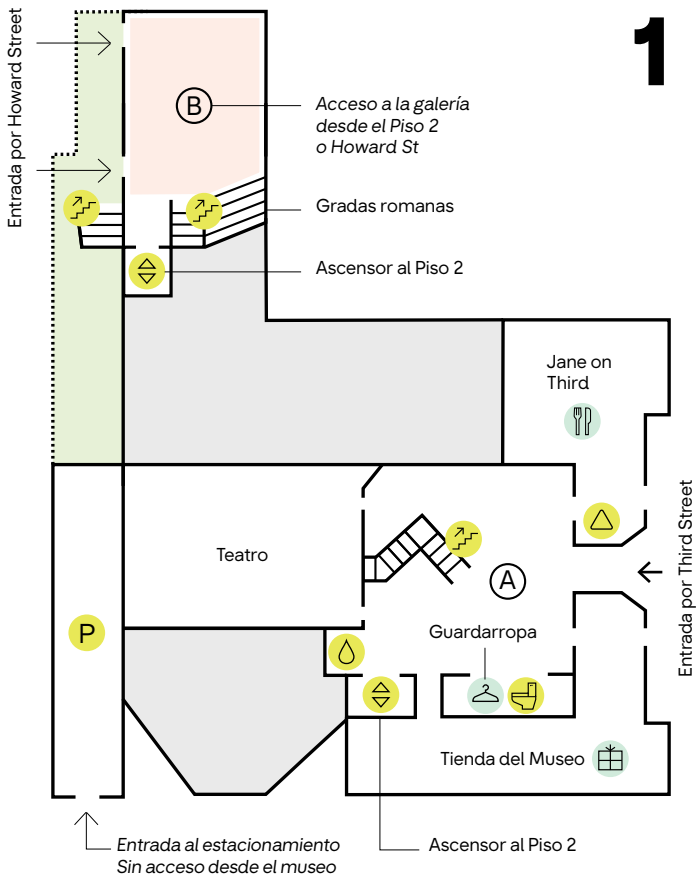 1
Entrada por Howard Street
B
Acceso a la galería
desde el Piso 2
o Howard St
Gradas romanas
Ascensor al Piso 2
Jane on
Third
Teatro
A
Entrada por Third Street
P
Guardarropa
Tienda del Museo
Entrada al estacionamiento
Sin acceso desde el museo
Ascensor al Piso 2